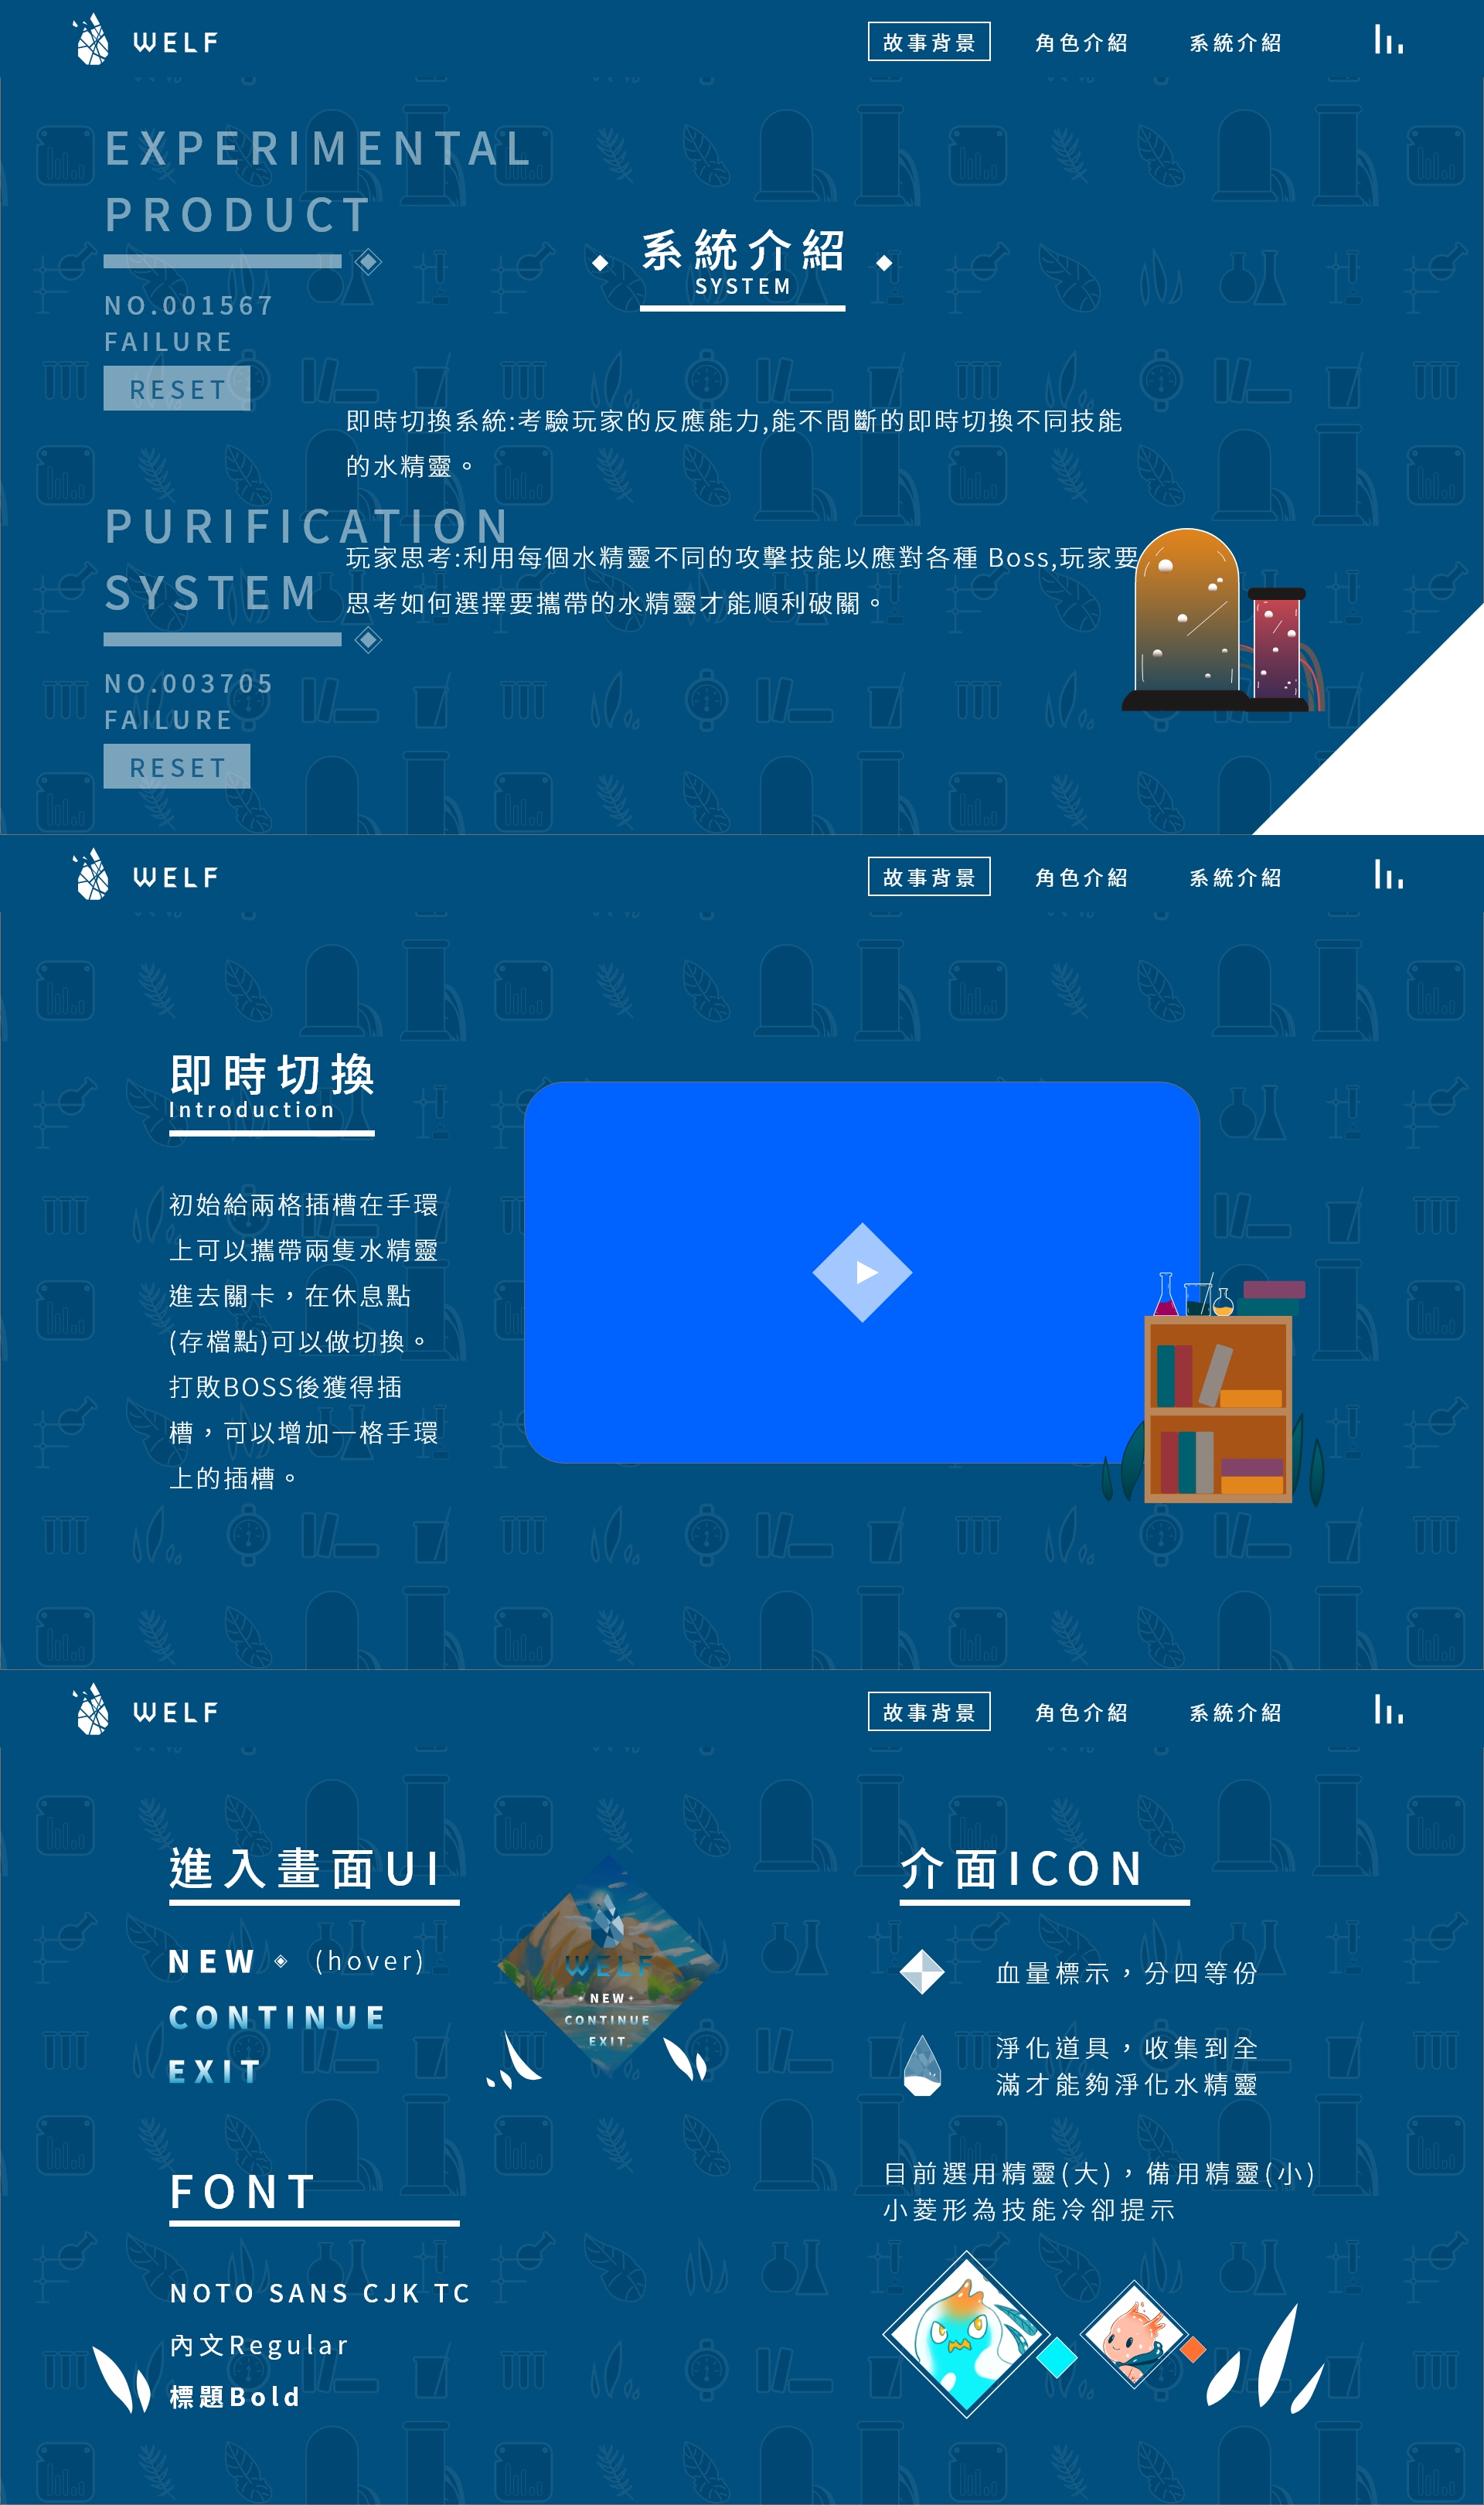 WELF
故事背景
角色介紹
系統介紹
EXPERIMENTAL
PRODUCT
NO.001567
FAILURE
RESET
系統介紹
SYSTEM
即時切換系統:考驗玩家的反應能力,能不間斷的即時切換不同技能
的水精靈。
PURIFICATION
SYSTEM
NO.003705
FAILURE
RESET
玩家思考:利用每個水精靈不同的攻擊技能以應對各種 Boss,玩家要
思考如何選擇要攜帶的水精靈才能順利破關。
WELF
故事背景
角色介紹
系統介紹
即時切換
Introduction
初始給兩格插槽在手環
上可以攜帶兩隻水精靈
進去關卡，在休息點
(存檔點)可以做切換。
打敗BOSS後獲得插
槽，可以增加一格手環
上的插槽。
WELF
故事背景
角色介紹
系統介紹
進入畫面UI
NEW (hover)
CONTINUE
EXIT
WELF
NEW
CONTINUE
EXIT
FONT
NOTO SANS CJK TC
內文Regular
標題Bold
介面ICON
血量標示，分四等份
淨化道具，收集到全
滿才能夠淨化水精靈
目前選用精靈(大)，備用精靈(小)
小菱形為技能冷卻提示